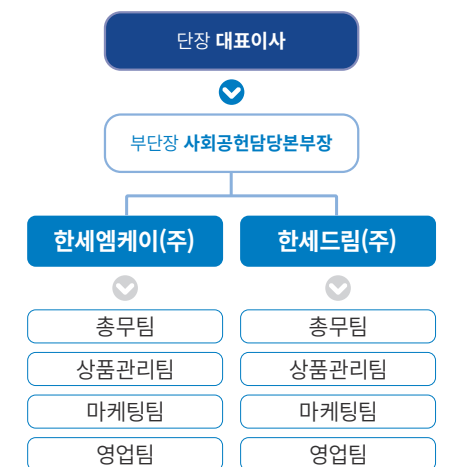 단장 대표이사
부단장 사회공헌담당본부장
한세엠케이(주)
한세드림(주)
총무팀
총무팀
상품관리팀
상품관리팀
마케팅팀
마케팅팀
영업팀
영업팀